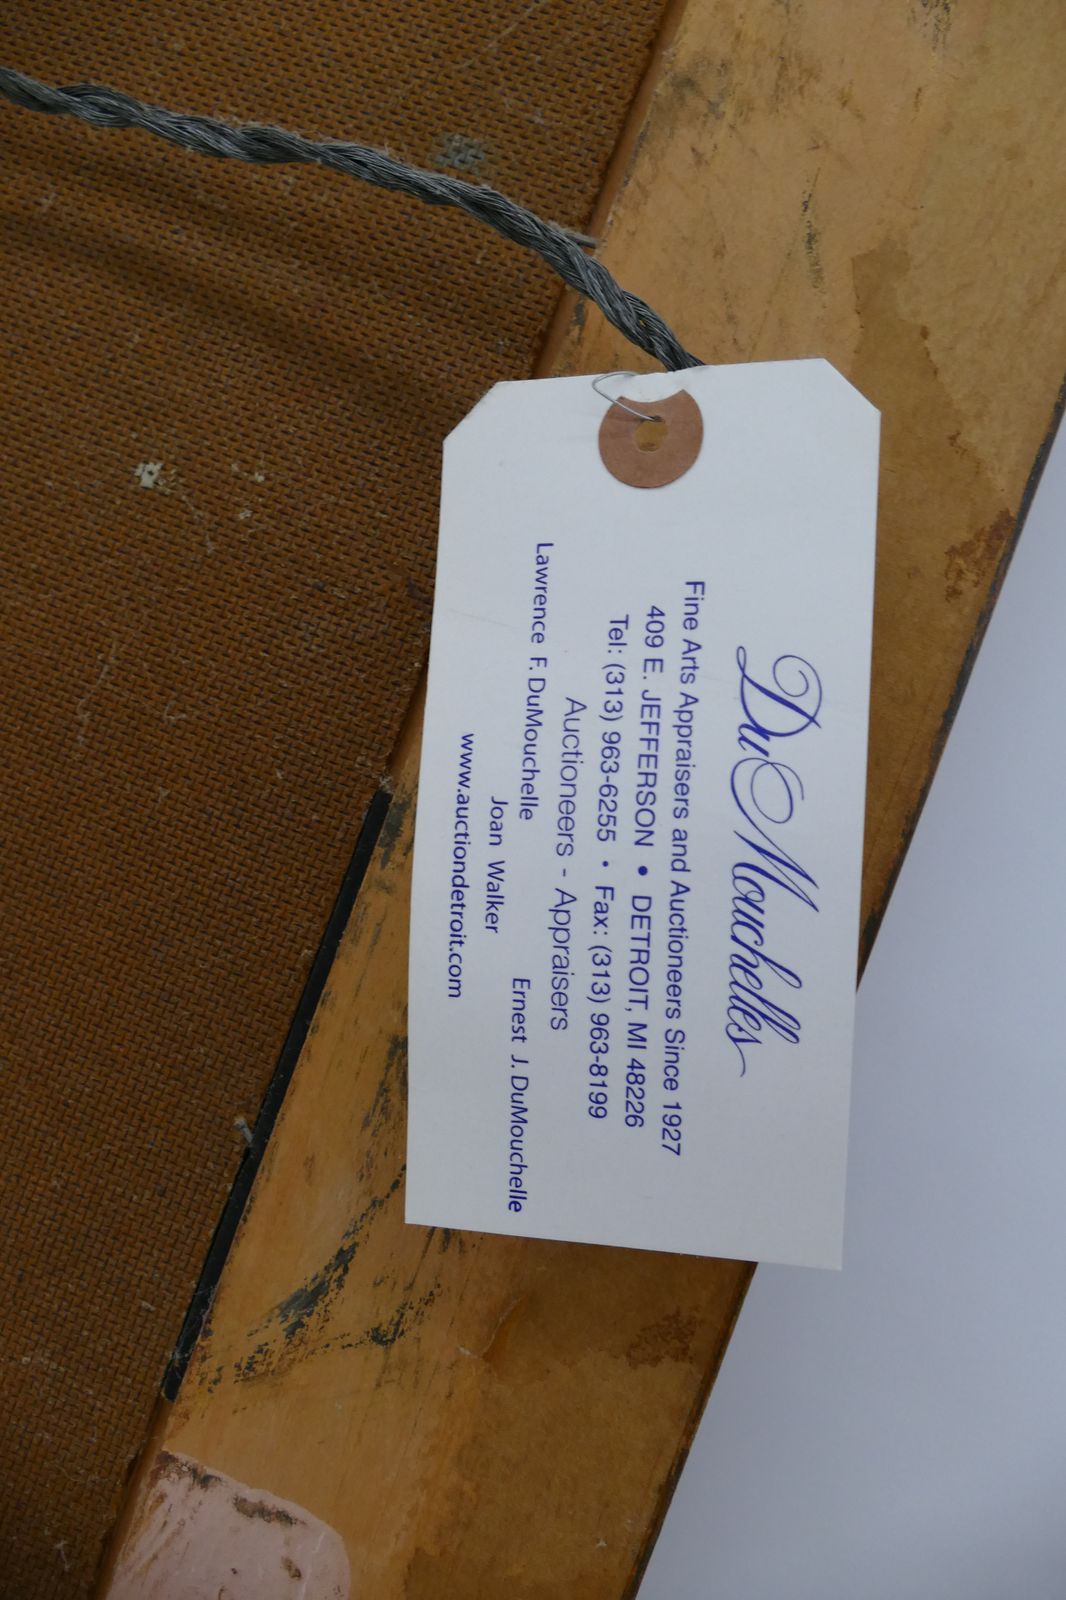 DuMouchelles
Fine Arts Appraisers and Auctioneers Since 1927
409 E. JEFFERSON • DETROIT, MI 48226
Tel: (313) 963-6255 • Fax: (313) 963-8199
Auctioneers - Appraisers
Lawrence F. DuMouchelle Ernest J. DuMouchelle
Joan Walker
www.auctiondetroit.com